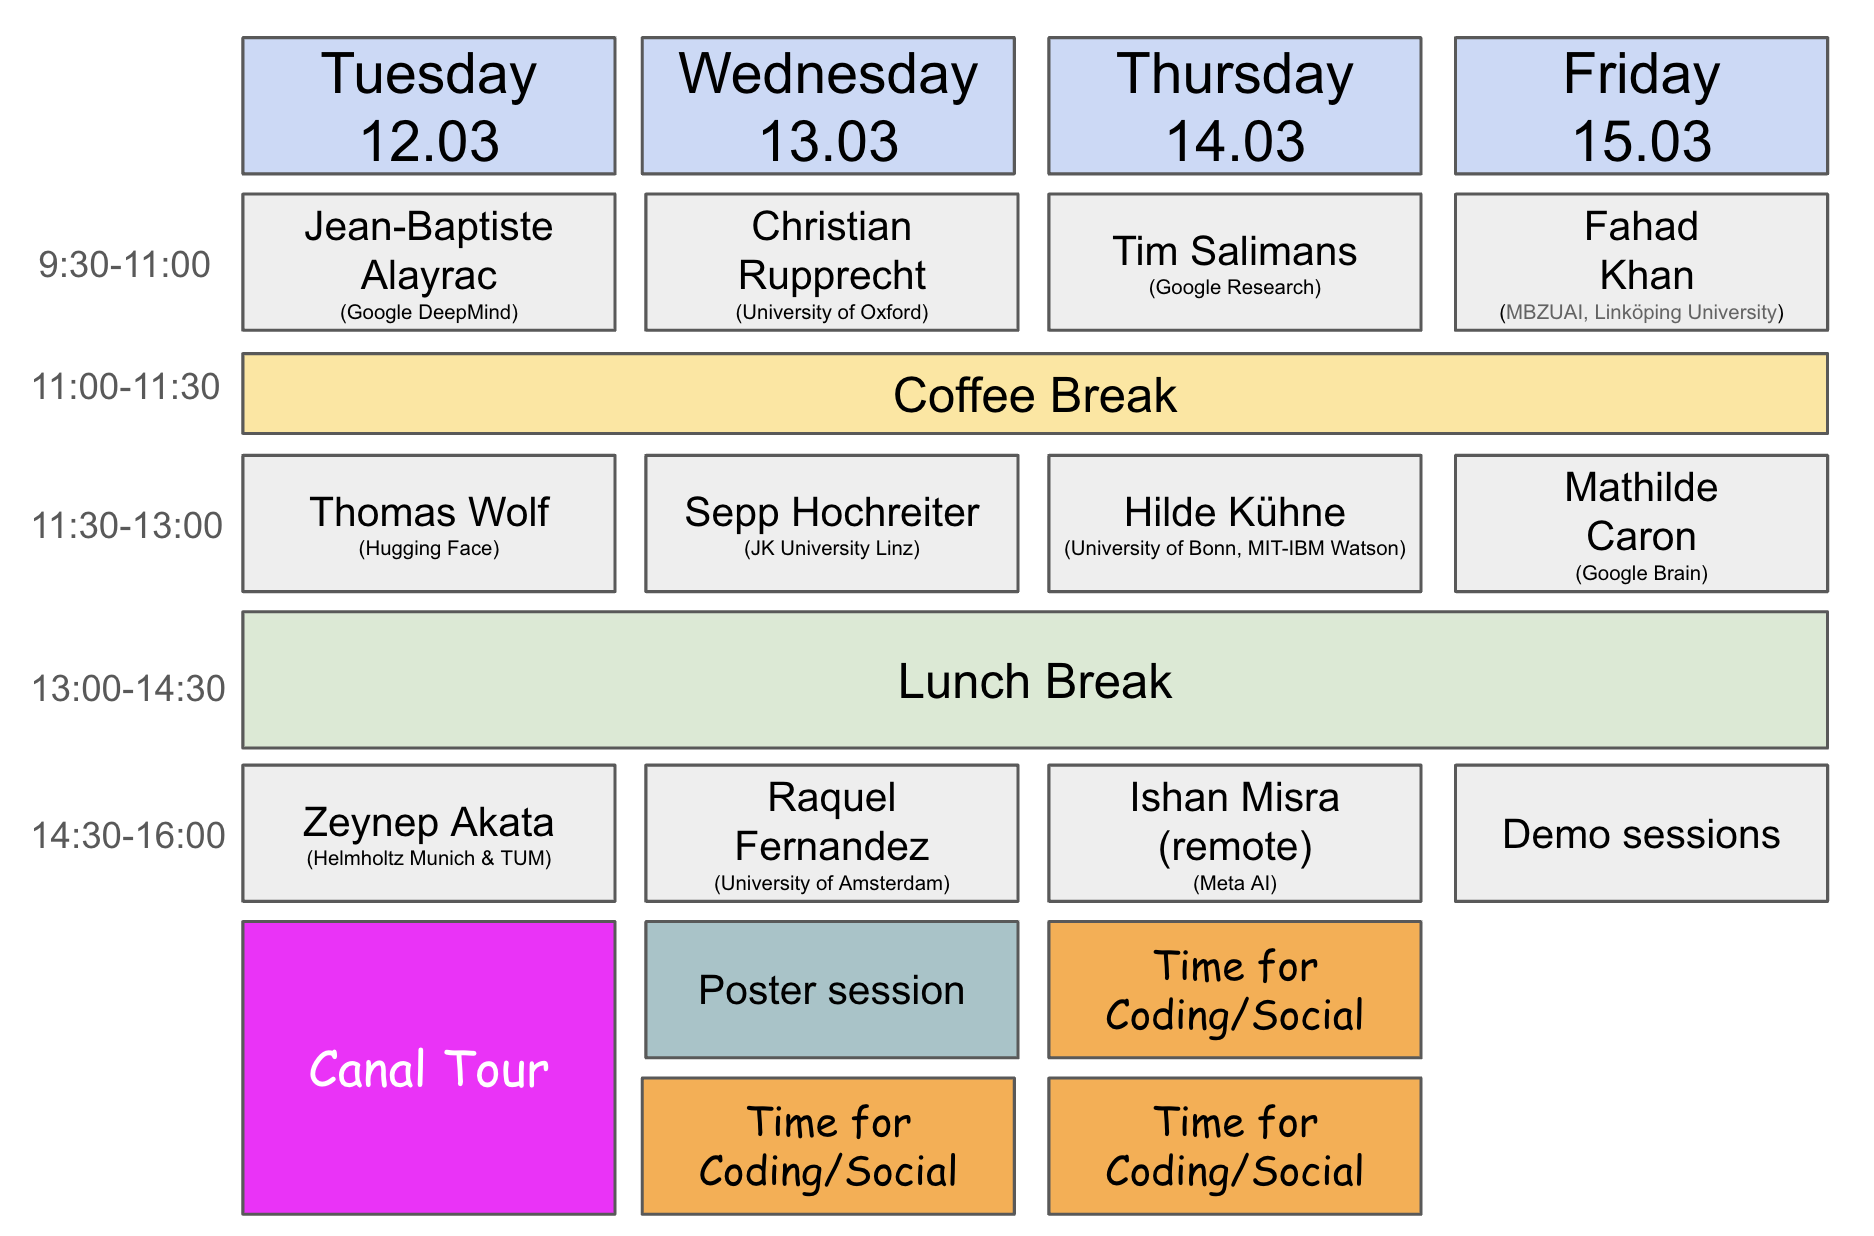 Tuesday
12.03
Wednesday
13.03
Thursday
14.03
Friday
15.03
9:30-11:00
Jean-Baptiste
Alayrac
(Google DeepMind)
Christian
Rupprecht
(University of Oxford)
Tim Salimans
(Google Research)
Fahad
Khan
(MBZUAI, Linköping University)
11:00-11:30
Coffee Break
11:30-13:00
Thomas Wolf
(Hugging Face)
Sepp Hochreiter
(JK University Linz)
Hilde Kühne
(University of Bonn, MIT-IBM Watson)
Mathilde
Caron
(Google Brain)
13:00-14:30
Lunch Break
14:30-16:00
Zeynep Akata
(Helmholtz Munich & TUM)
Raquel
Fernandez
(University of Amsterdam)
Ishan Misra
(remote)
(Meta AI)
Demo sessions
Canal Tour
Poster session
Time for
Coding/Social
Time for
Coding/Social
Time for
Coding/Social